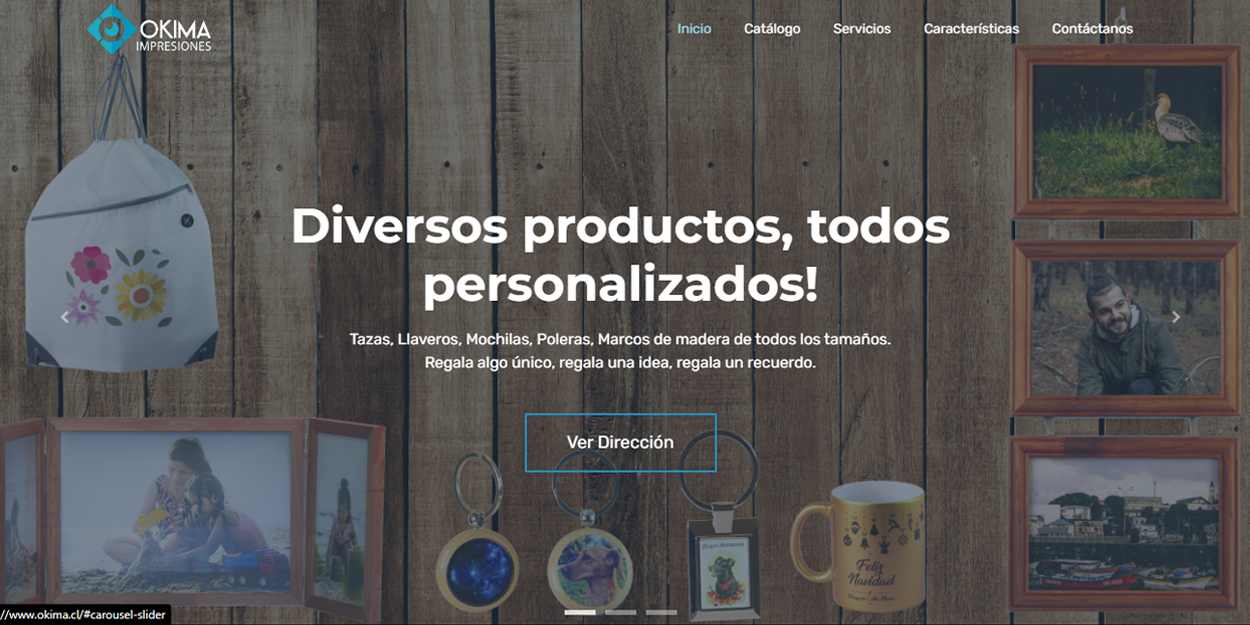 OKIMA
IMPRESIONES
Inicio Catálogo Servicios Características Contáctanos
Diversos productos, todos
personalizados!
Tazas, Llaveros, Mochilas, Poleras, Marcos de madera de todos los tamaños.
Regala algo único, regala una idea, regala un recuerdo.
Ver Dirección
Feliz
Navidad
//www.okima.cl/#carousel-slider